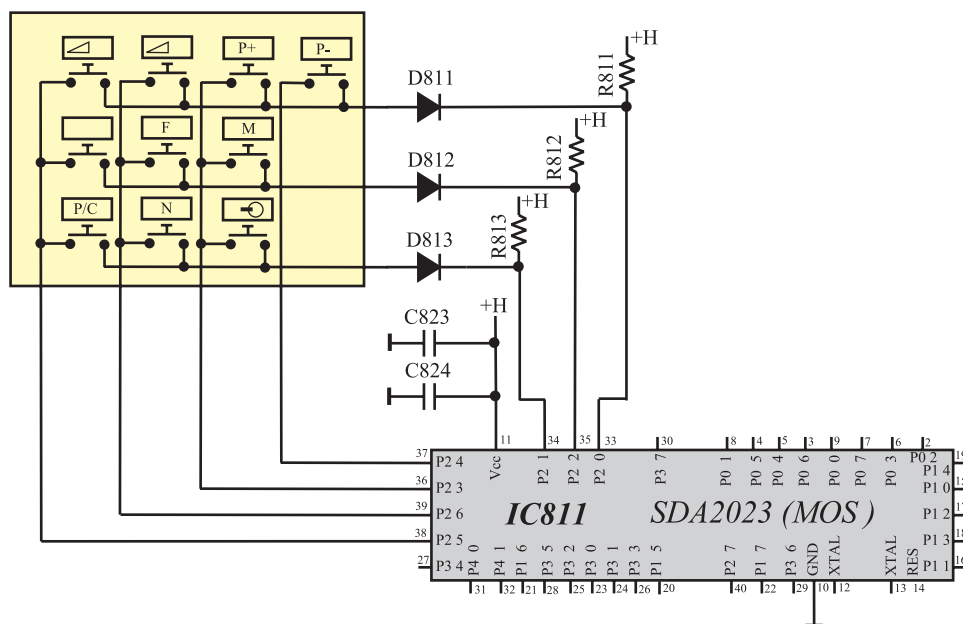 P+ P-
F M
P/C N
D811
D812
D813
R811
R812
R813
+H
+H
+H
+H
C823
C824
11 34 35 33 30 8 4 5 3 9 7 6 2
Vcc P2 1 P2 2 P2 0 P3 7 P0 1 P0 5 P0 4 P0 6 P0 0 P0 7 P0 3 P0 2
37 P2 4
36 P2 3
39 P2 6
38 P2 5
27 P3 4
IC811 SDA2023 (MOS)
P1 4 19
P1 0 15
P1 2 17
P1 3 18
P1 1 16
P4 0 P4 1 P1 6 P3 5 P3 2 P3 0 P3 1 P3 3 P1 5 P2 7 P1 7 P3 6 GND XTAL XTAL RES
31 32 21 28 25 23 24 26 20 40 22 29 10 12 13 14